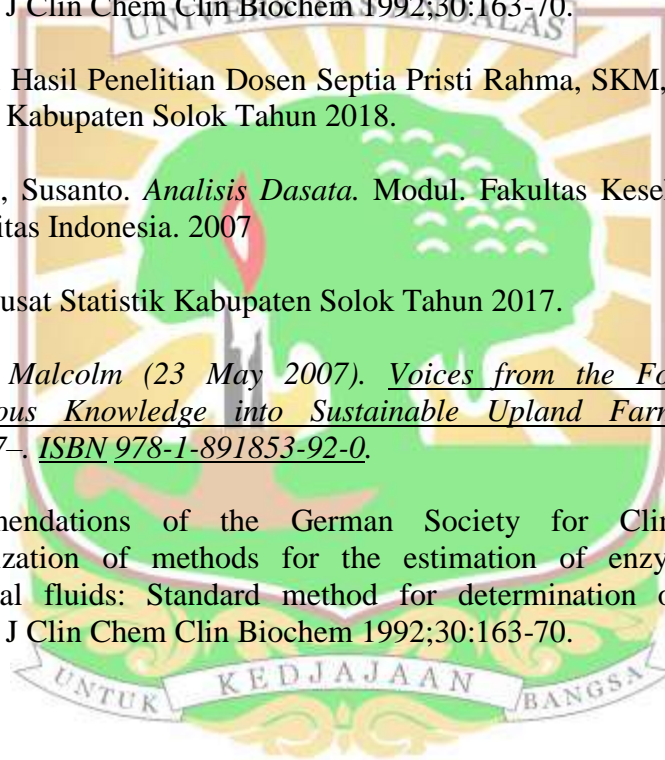 J Clin Chem Clin Biochem 1992;30:163-70.
UNIVERSITAS ANDALAS
Hasil Penelitian Dosen Septia Pristi Rahma, SKM,
Kabupaten Solok Tahun 2018.
, Susanto. Analisis Dasata. Modul. Fakultas Kesel
itas Indonesia. 2007
usat Statistik Kabupaten Solok Tahun 2017.
Malcolm (23 May 2007). Voices from the Fo
ous Knowledge into Sustainable Upland Farn
7–. ISBN 978-1-891853-92-0.
mendations of the German Society for Clin
ization of methods for the estimation of enzy
al fluids: Standard method for determination o
J Clin Chem Clin Biochem 1992;30:163-70.
UNTUK KEDJAJAAN BANGSA